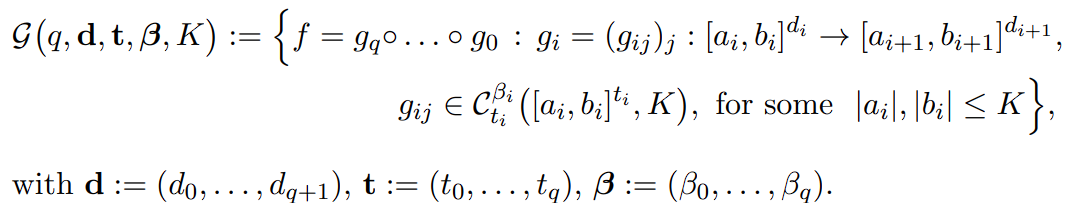 𝒢(q, 𝐝, 𝐭, 𝜷, K) := { f = g_q ∘ … ∘ g_0 : g_i = (g_{ij})_j : [a_i, b_i]^{d_i} → [a_{i+1}, b_{i+1}]^{d_{i+1}},
g_{ij} ∈ 𝒞_{t_i}^{β_i}([a_i, b_i]^{t_i}, K), for some |a_i|, |b_i| ≤ K },
with 𝐝 := (d_0, …, d_{q+1}), 𝐭 := (t_0, …, t_q), 𝜷 := (β_0, …, β_q).